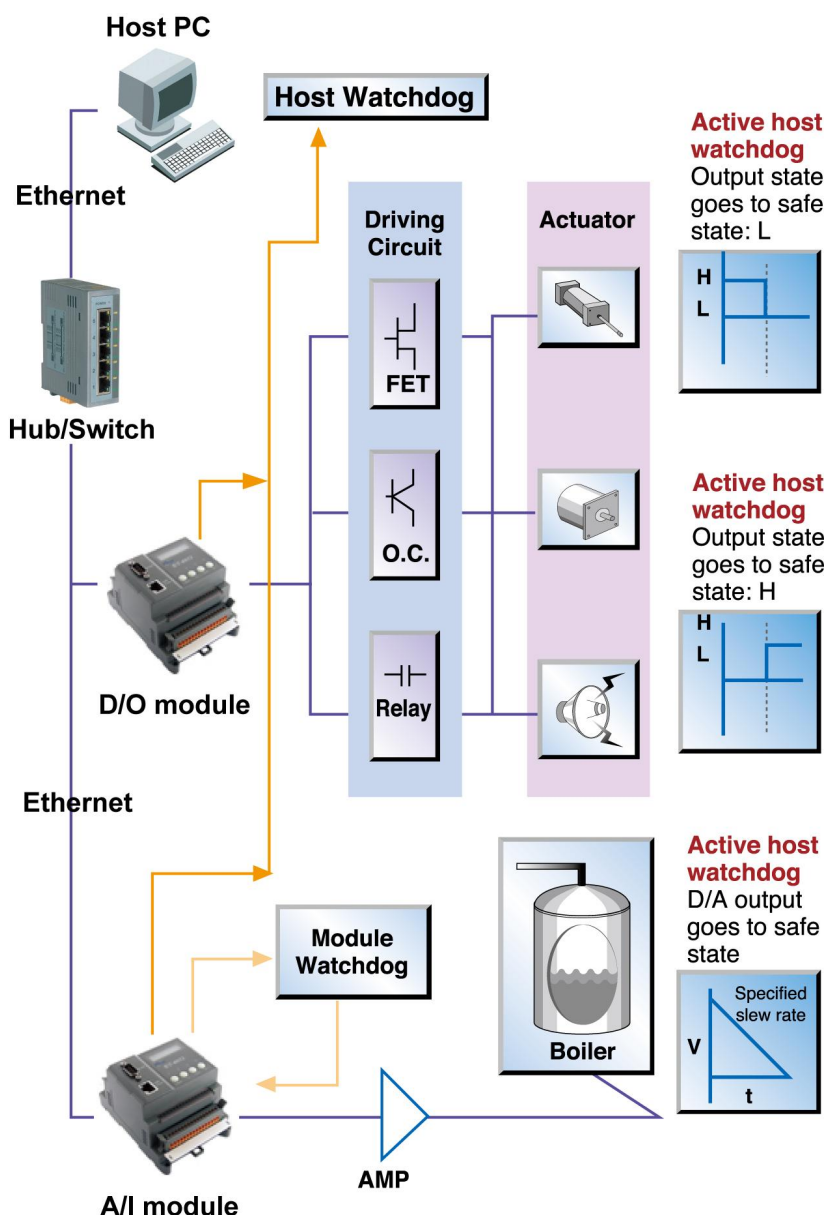 Host PC
Host Watchdog
Ethernet
Hub/Switch
D/O module
Ethernet
Driving
Circuit
FET
O.C.
Relay
Actuator
Active host
watchdog
Output state
goes to safe
state: L
H
L
Active host
watchdog
Output state
goes to safe
state: H
H
L
Module
Watchdog
Boiler
Active host
watchdog
D/A output
goes to safe
state
Specified
slew rate
V
t
AMP
A/I module